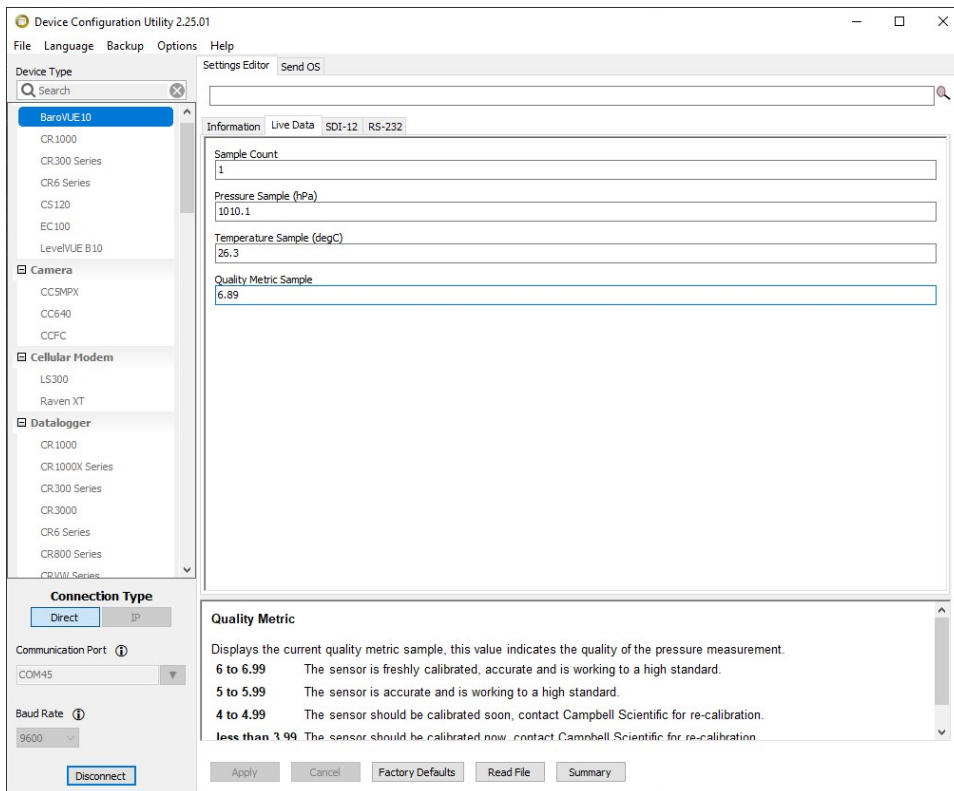 Device Configuration Utility 2.25.01
File Language Backup Options Help
Device Type
Search
BaroVUE10
CR1000
CR300 Series
CR6 Series
CS120
EC100
LevelVUE B10
Camera
CC5MPX
CC640
CCFC
Cellular Modem
LS300
Raven XT
Datalogger
CR1000
CR1000X Series
CR300 Series
CR3000
CR6 Series
CR800 Series
CRVW Series
Connection Type
Direct IP
Communication Port
COM45
Baud Rate
9600
Disconnect
Settings Editor Send OS
Information Live Data SDI-12 RS-232
Sample Count
1
Pressure Sample (hPa)
1010.1
Temperature Sample (degC)
26.3
Quality Metric Sample
6.89
Quality Metric
Displays the current quality metric sample, this value indicates the quality of the pressure measurement.
6 to 6.99 The sensor is freshly calibrated, accurate and is working to a high standard.
5 to 5.99 The sensor is accurate and is working to a high standard.
4 to 4.99 The sensor should be calibrated soon, contact Campbell Scientific for re-calibration.
less than 3.99 The sensor should be calibrated now, contact Campbell Scientific for re-calibration
Apply Cancel Factory Defaults Read File Summary